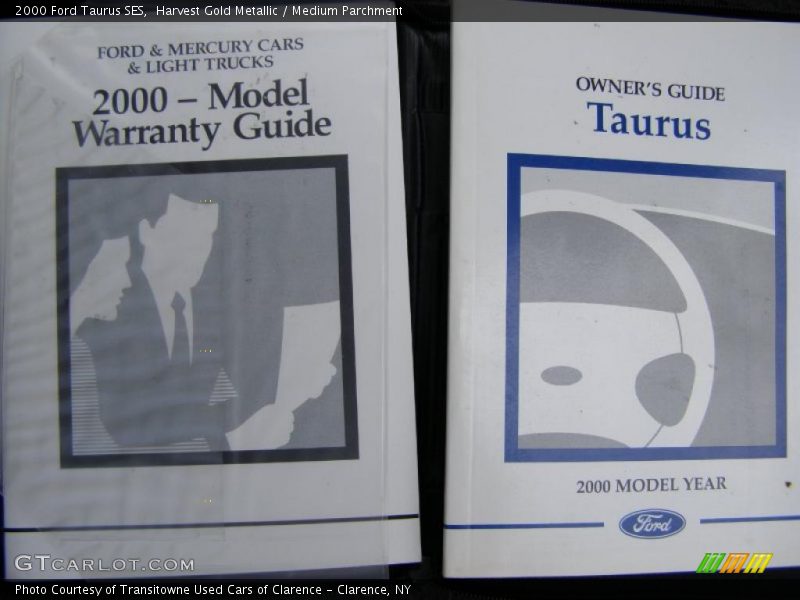 2000 Ford Taurus SES,  Harvest Gold Metallic / Medium Parchment
FORD & MERCURY CARS
& LIGHT TRUCKS
2000 – Model
Warranty Guide
OWNER'S GUIDE
Taurus
2000 MODEL YEAR
Ford
GTCARLOT.COM
Photo Courtesy of Transitowne Used Cars of Clarence – Clarence, NY